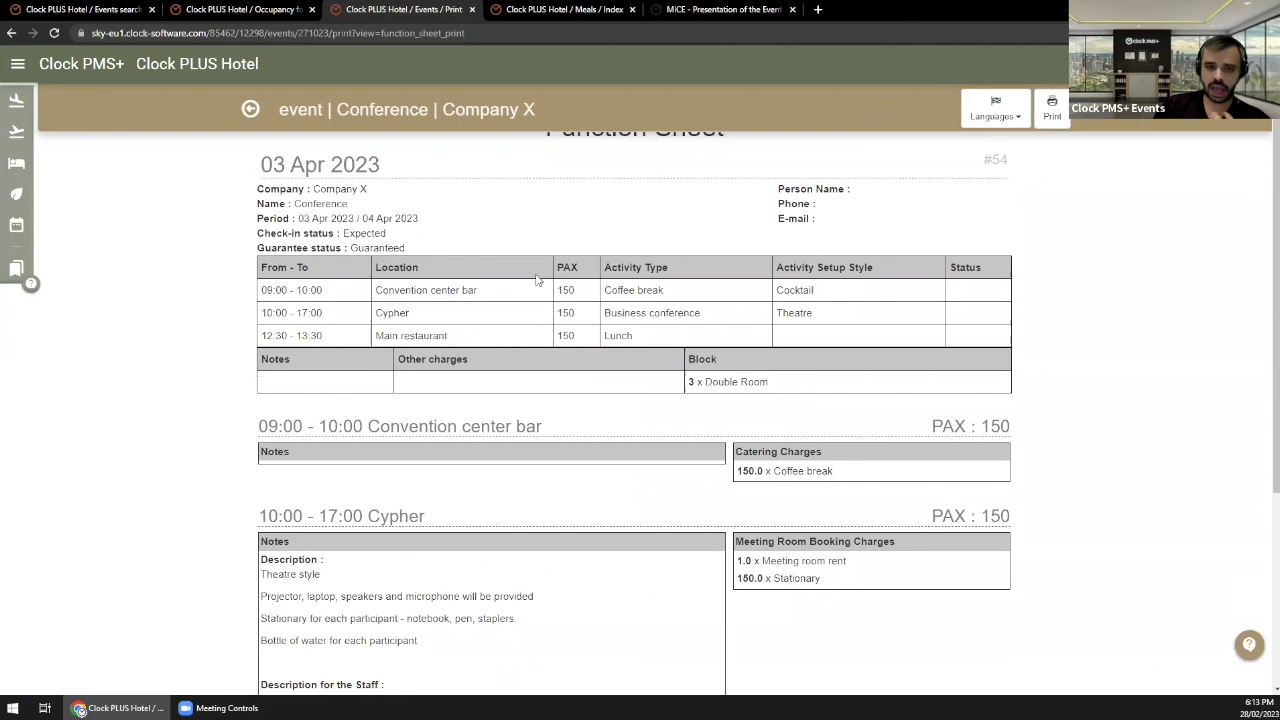 Clock PLUS Hotel / Events search
Clock PLUS Hotel / Occupancy fo
Clock PLUS Hotel / Events / Print
Clock PLUS Hotel / Meals / Index
MICE - Presentation of the Event
sky-eu1.clock-software.com/85462/12298/events/271023/print?view=function_sheet_print
Clock PMS+ Clock PLUS Hotel
event | Conference | Company X
Languages
Print
Clock PMS+
Clock PMS+ Events
Function Sheet
03 Apr 2023
#54
Company : Company X
Person Name :
Name : Conference
Phone :
Period : 03 Apr 2023 / 04 Apr 2023
E-mail :
Check-in status : Expected
Guarantee status : Guaranteed
From - To Location PAX Activity Type Activity Setup Style Status
09:00 - 10:00 Convention center bar 150 Coffee break Cocktail
10:00 - 17:00 Cypher 150 Business conference Theatre
12:30 - 13:30 Main restaurant 150 Lunch
Notes Other charges Block
3 x Double Room
09:00 - 10:00 Convention center bar PAX : 150
Notes
Catering Charges
150.0 x Coffee break
10:00 - 17:00 Cypher PAX : 150
Notes
Meeting Room Booking Charges
Description :
1.0 x Meeting room rent
Theatre style
150.0 x Stationary
Projector, laptop, speakers and microphone will be provided
Stationary for each participant - notebook, pen, staplers.
Bottle of water for each participant
Description for the Staff :
Clock PLUS Hotel / ...
Meeting Controls
6:13 PM
28/02/2023